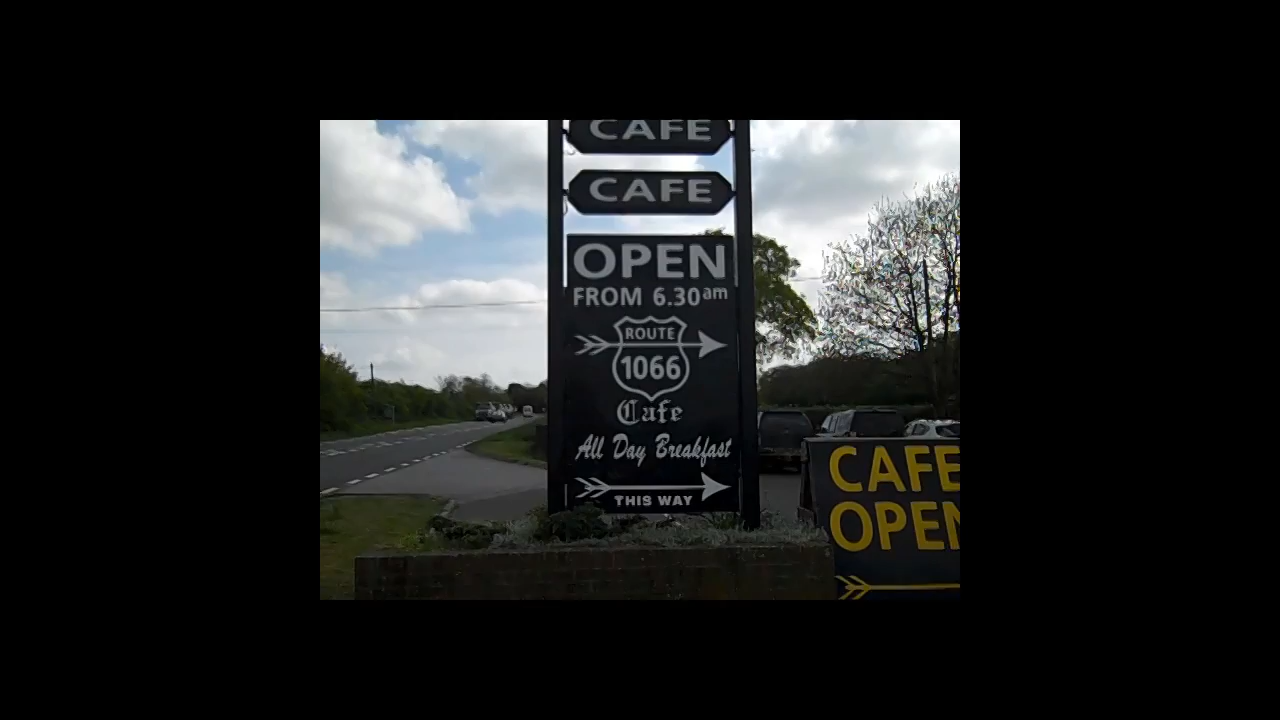 CAFE
CAFE
OPEN
FROM 6.30am
ROUTE
1066
Cafe
All Day Breakfast
THIS WAY
CAFE
OPEN